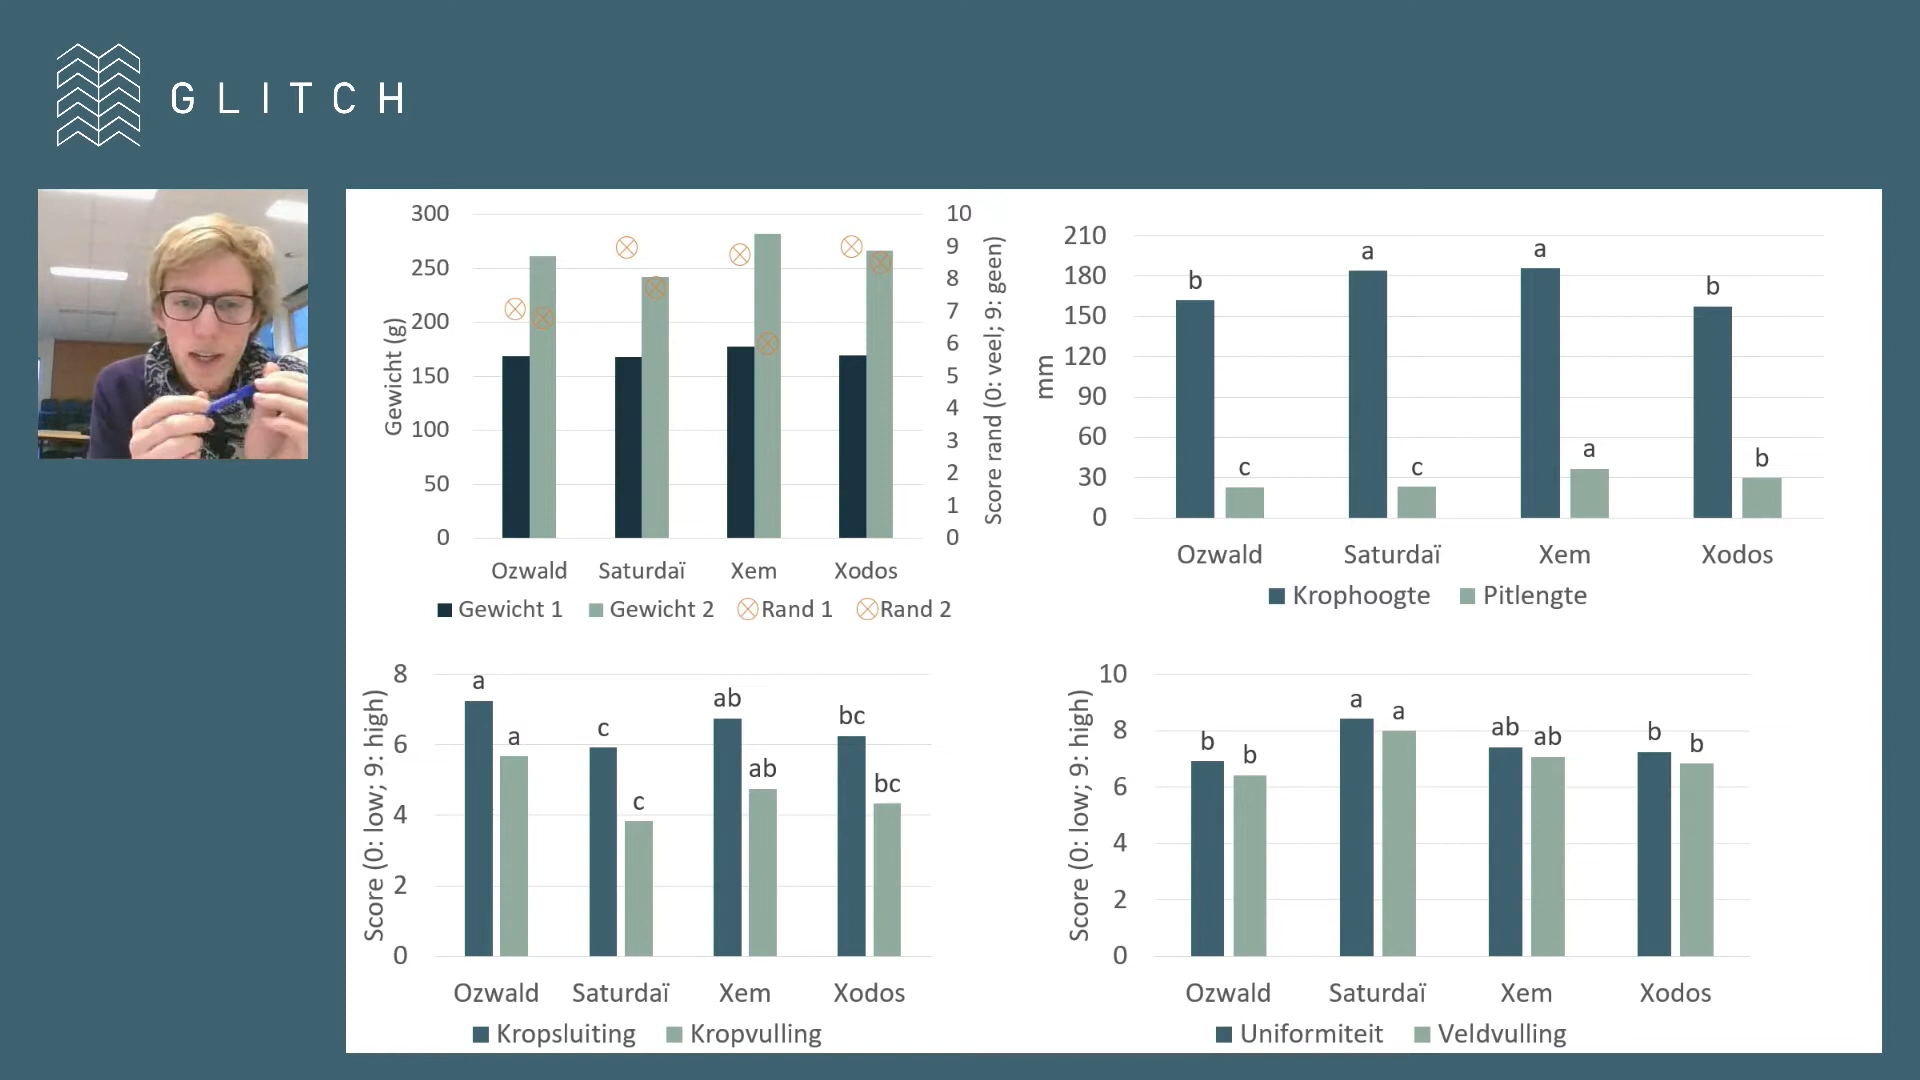 GLITCH
300
250
200
150
100
50
0
Gewicht (g)
10
9
8
7
6
5
4
3
2
1
0
Score rand (0: veel; 9: geen)
Ozwald Saturdaï Xem Xodos
Gewicht 1 Gewicht 2 Rand 1 Rand 2
210
180
150
120
90
60
30
0
mm
b c a c a a b b
Ozwald Saturdaï Xem Xodos
Krophoogte Pitlengte
8
6
4
2
0
Score (0: low; 9: high)
a a c c ab ab bc bc
Ozwald Saturdaï Xem Xodos
Kropsluiting Kropvulling
10
8
6
4
2
0
Score (0: low; 9: high)
b b a a ab ab b b
Ozwald Saturdaï Xem Xodos
Uniformiteit Veldvulling